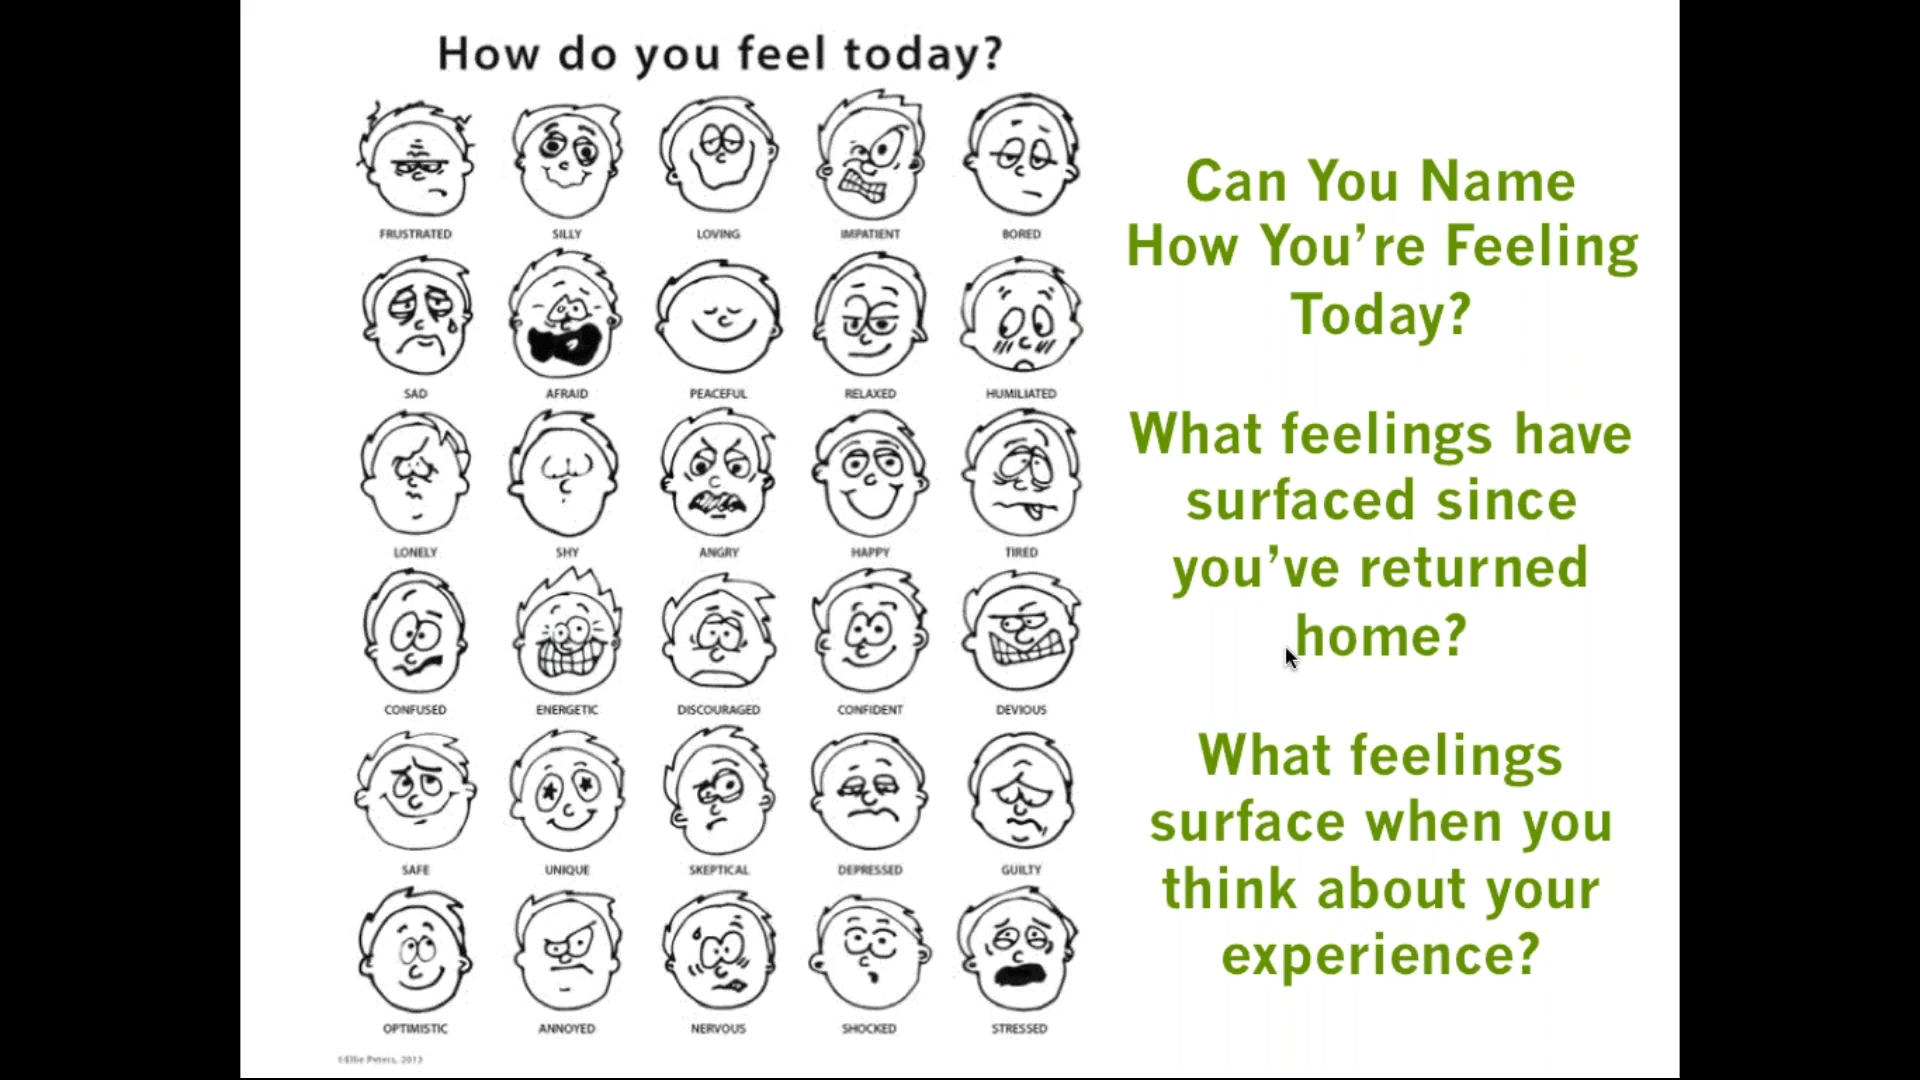 How do you feel today?
FRUSTRATED SILLY LOVING IMPATIENT BORED
SAD AFRAID PEACEFUL RELAXED HUMILIATED
LONELY SHY ANGRY HAPPY TIRED
CONFUSED ENERGETIC DISCOURAGED CONFIDENT DEVIOUS
SAFE UNIQUE SKEPTICAL DEPRESSED GUILTY
OPTIMISTIC ANNOYED NERVOUS SHOCKED STRESSED
©Ellie Peters, 2013
Can You Name
How You’re Feeling
Today?
What feelings have
surfaced since
you’ve returned
home?
What feelings
surface when you
think about your
experience?